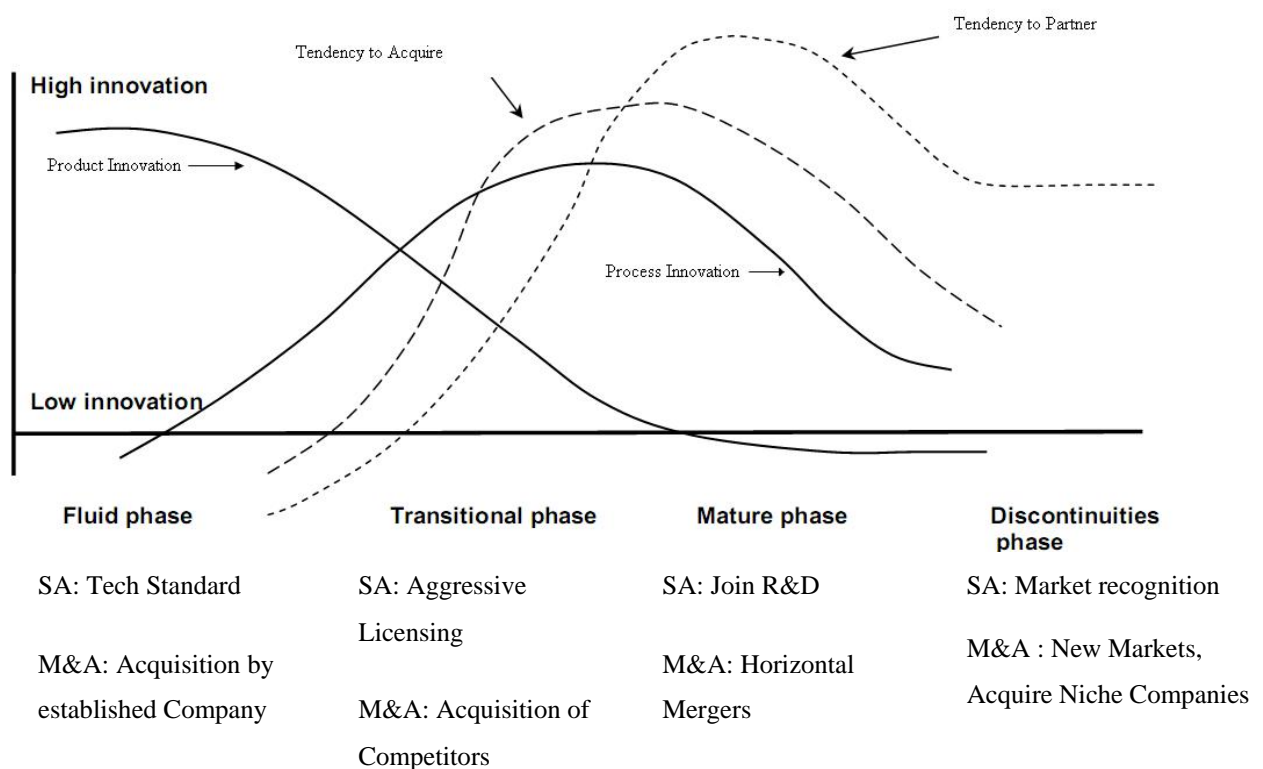 Tendency to Partner
Tendency to Acquire
High innovation
Product Innovation
Process Innovation
Low innovation
Fluid phase
Transitional phase
Mature phase
Discontinuities
phase
SA: Tech Standard
M&A: Acquisition by
established Company
SA: Aggressive
Licensing
M&A: Acquisition of
Competitors
SA: Join R&D
M&A: Horizontal
Mergers
SA: Market recognition
M&A : New Markets,
Acquire Niche Companies